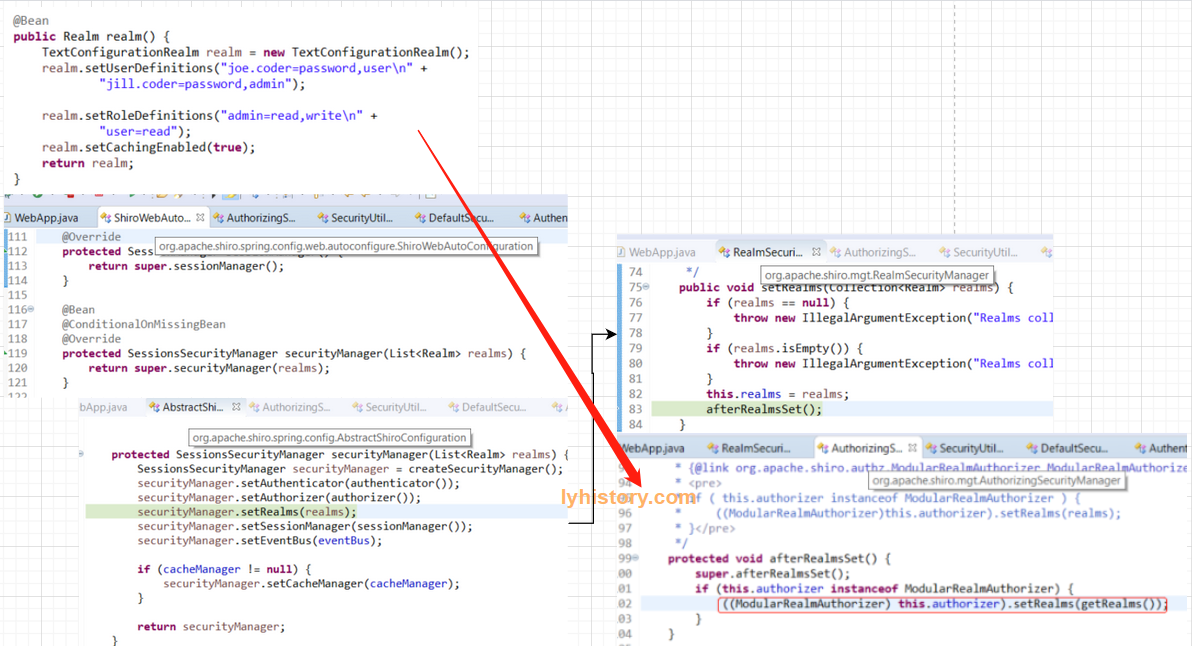 @Bean
public Realm realm() {
TextConfigurationRealm realm = new TextConfigurationRealm();
realm.setUserDefinitions("joe.coder=password,user\n" +
"jill.coder=password,admin");
realm.setRoleDefinitions("admin=read,write\n" +
"user=read");
realm.setCachingEnabled(true);
return realm;
}
WebApp.java ShiroWebAuto... AuthorizingS... SecurityUtil... DefaultSecu... Authen
111 @Override
112 protected Sess
org.apache.shiro.spring.config.web.autoconfigure.ShiroWebAutoConfiguration
113 return super.sessionManager();
114 }
115
116 @Bean
117 @ConditionalOnMissingBean
118 @Override
119 protected SessionsSecurityManager securityManager(List<Realm> realms) {
120 return super.securityManager(realms);
121 }
122
bApp.java AbstractShi... AuthorizingS... SecurityUtil... DefaultSecu...
org.apache.shiro.spring.config.AbstractShiroConfiguration
protected SessionsSecurityManager securityManager(List<Realm> realms) {
SessionsSecurityManager securityManager = createSecurityManager();
securityManager.setAuthenticator(authenticator());
securityManager.setAuthorizer(authorizer());
securityManager.setRealms(realms);
securityManager.setSessionManager(sessionManager());
securityManager.setEventBus(eventBus);
if (cacheManager != null) {
securityManager.setCacheManager(cacheManager);
}
return securityManager;
}
WebApp.java RealmSecuri... AuthorizingS... SecurityUtil...
74 */
org.apache.shiro.mgt.RealmSecurityManager
75 public void setRealms(Collection<Realm> realms) {
76 if (realms == null) {
77 throw new IllegalArgumentException("Realms coll
78 }
79 if (realms.isEmpty()) {
80 throw new IllegalArgumentException("Realms coll
81 }
82 this.realms = realms;
83 afterRealmsSet();
84 }
WebApp.java RealmSecuri... AuthorizingS... SecurityUtil... DefaultSecu... Authent
* {@link org.apache.shiro.authz.ModularRealmAuthorizer ModularRealmAuthorize
94 * <pre>
org.apache.shiro.mgt.AuthorizingSecurityManager
lyhistory.com
* if ( this.authorizer instanceof ModularRealmAuthorizer ) {
96 * ((ModularRealmAuthorizer)this.authorizer).setRealms(realms);
97 * }</pre>
98 */
99 protected void afterRealmsSet() {
00 super.afterRealmsSet();
01 if (this.authorizer instanceof ModularRealmAuthorizer) {
02 ((ModularRealmAuthorizer) this.authorizer).setRealms(getRealms());
03 }
04 }